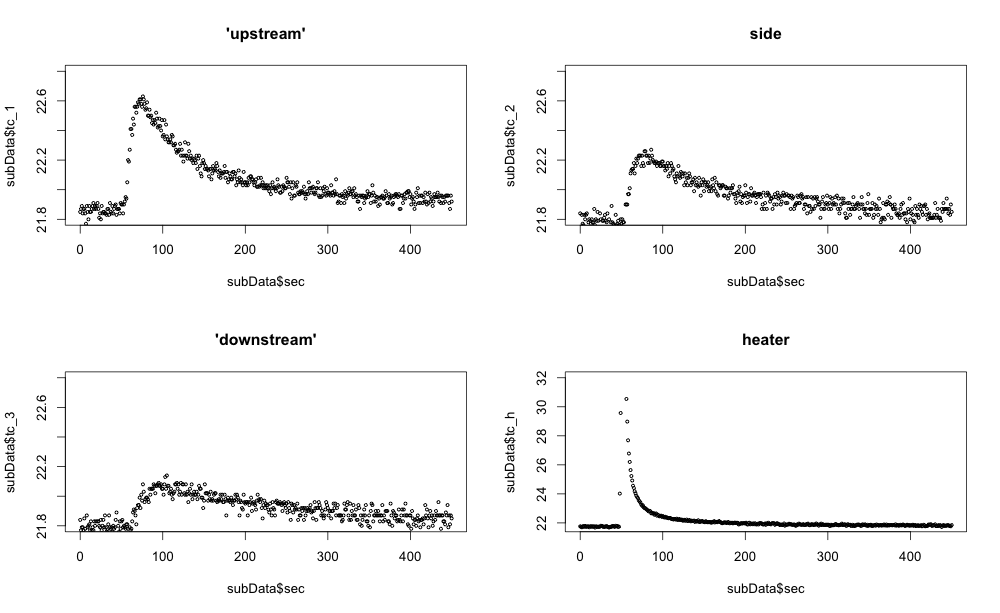 'upstream'
subData$tc_1
22.6
22.2
21.8
0 100 200 300 400
subData$sec
side
subData$tc_2
22.6
22.2
21.8
0 100 200 300 400
subData$sec
'downstream'
subData$tc_3
22.6
22.2
21.8
0 100 200 300 400
subData$sec
heater
subData$tc_h
32
30
28
26
24
22
0 100 200 300 400
subData$sec